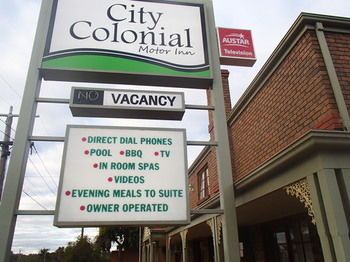 City
Colonial
Motor Inn
AUSTAR
Television
NO VACANCY
• DIRECT DIAL PHONES
• POOL • BBQ • TV
• IN ROOM SPAS
• VIDEOS
• EVENING MEALS TO SUITE
• OWNER OPERATED